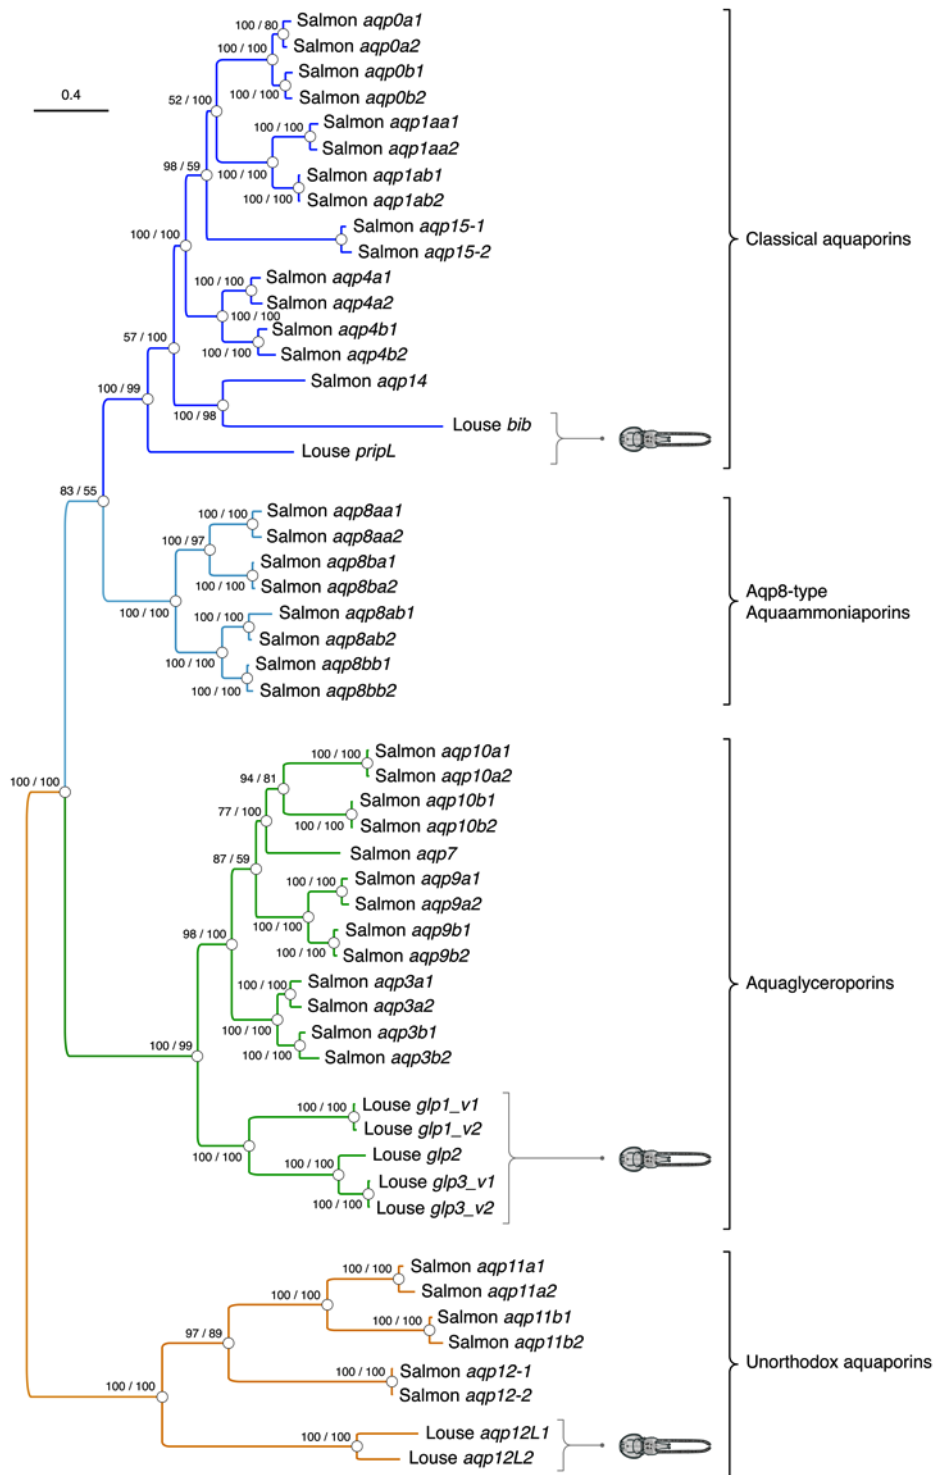 100 / 80
Salmon aqp0a1
100 / 100
Salmon aqp0a2
Salmon aqp0b1
100 / 100
Salmon aqp0b2
0.4
52 / 100
100 / 100
Salmon aqp1aa1
Salmon aqp1aa2
98 / 59
100 / 100
Salmon aqp1ab1
100 / 100
Salmon aqp1ab2
Salmon aqp15-1
100 / 100
Salmon aqp15-2
Classical aquaporins
100 / 100
Salmon aqp4a1
Salmon aqp4a2
100 / 100
Salmon aqp4b1
57 / 100
100 / 100
Salmon aqp4b2
Salmon aqp14
100 / 99
100 / 98
Louse bib
Louse pripL
83 / 55
Salmon aqp8aa1
100 / 100
Salmon aqp8aa2
100 / 97
Salmon aqp8ba1
100 / 100
Salmon aqp8ba2
Aqp8-type
Aquaammoniaporins
100 / 100
Salmon aqp8ab1
100 / 100
Salmon aqp8ab2
100 / 100
Salmon aqp8bb1
100 / 100
Salmon aqp8bb2
100 / 100
Salmon aqp10a1
Salmon aqp10a2
100 / 100
94 / 81
Salmon aqp10b1
77 / 100
100 / 100
Salmon aqp10b2
Salmon aqp7
87 / 59
Salmon aqp9a1
100 / 100
Salmon aqp9a2
100 / 100
Salmon aqp9b1
98 / 100
100 / 100
Salmon aqp9b2
100 / 100
Salmon aqp3a1
Aquaglyceroporins
Salmon aqp3a2
100 / 100
Salmon aqp3b1
100 / 99
100 / 100
Salmon aqp3b2
100 / 100
Louse glp1_v1
Louse glp1_v2
100 / 100
Louse glp2
100 / 100
Louse glp3_v1
100 / 100
Louse glp3_v2
100 / 100
Salmon aqp11a1
Salmon aqp11a2
100 / 100
Salmon aqp11b1
100 / 100
97 / 89
Salmon aqp11b2
Unorthodox aquaporins
100 / 100
Salmon aqp12-1
100 / 100
Salmon aqp12-2
Louse aqp12L1
100 / 100
Louse aqp12L2